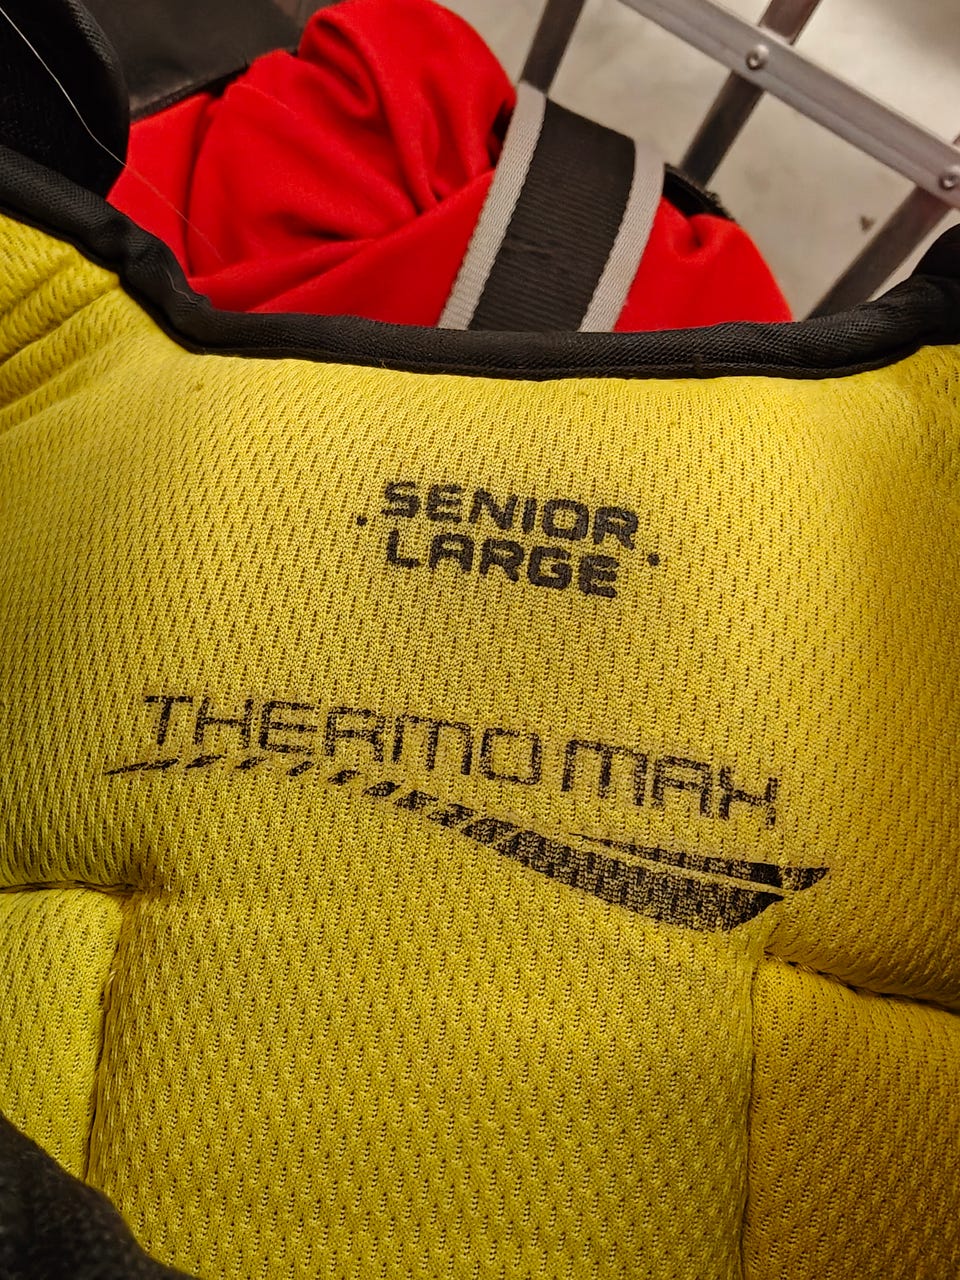 SENIOR
LARGE
THERMO MAX